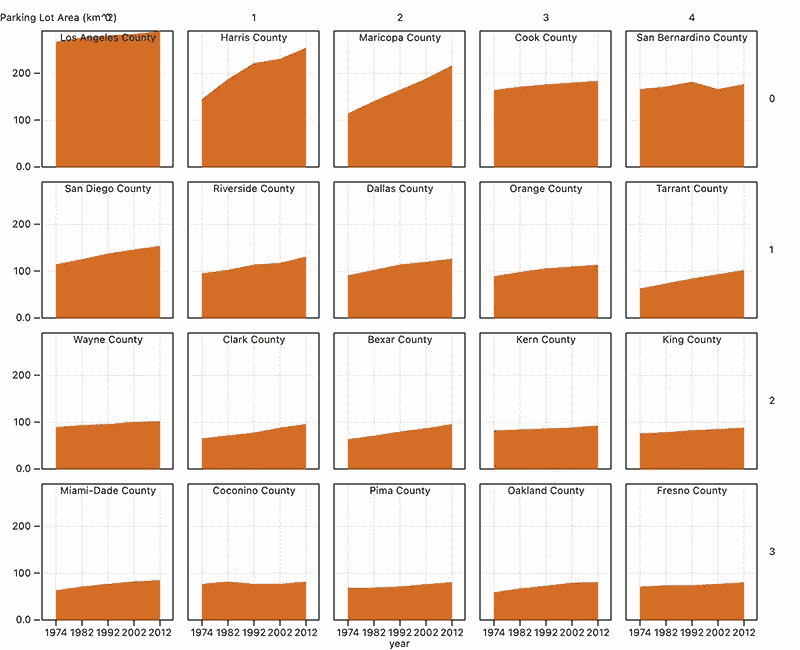 Parking Lot Area (km^2)
0 1 2 3 4
Los Angeles County Harris County Maricopa County Cook County San Bernardino County
200
100
0.0
0
San Diego County Riverside County Dallas County Orange County Tarrant County
200
100
0.0
1
Wayne County Clark County Bexar County Kern County King County
200
100
0.0
2
Miami-Dade County Coconino County Pima County Oakland County Fresno County
200
100
0.0
3
1974 1982 1992 2002 2012 1974 1982 1992 2002 2012 1974 1982 1992 2002 2012 1974 1982 1992 2002 2012 1974 1982 1992 2002 2012
year